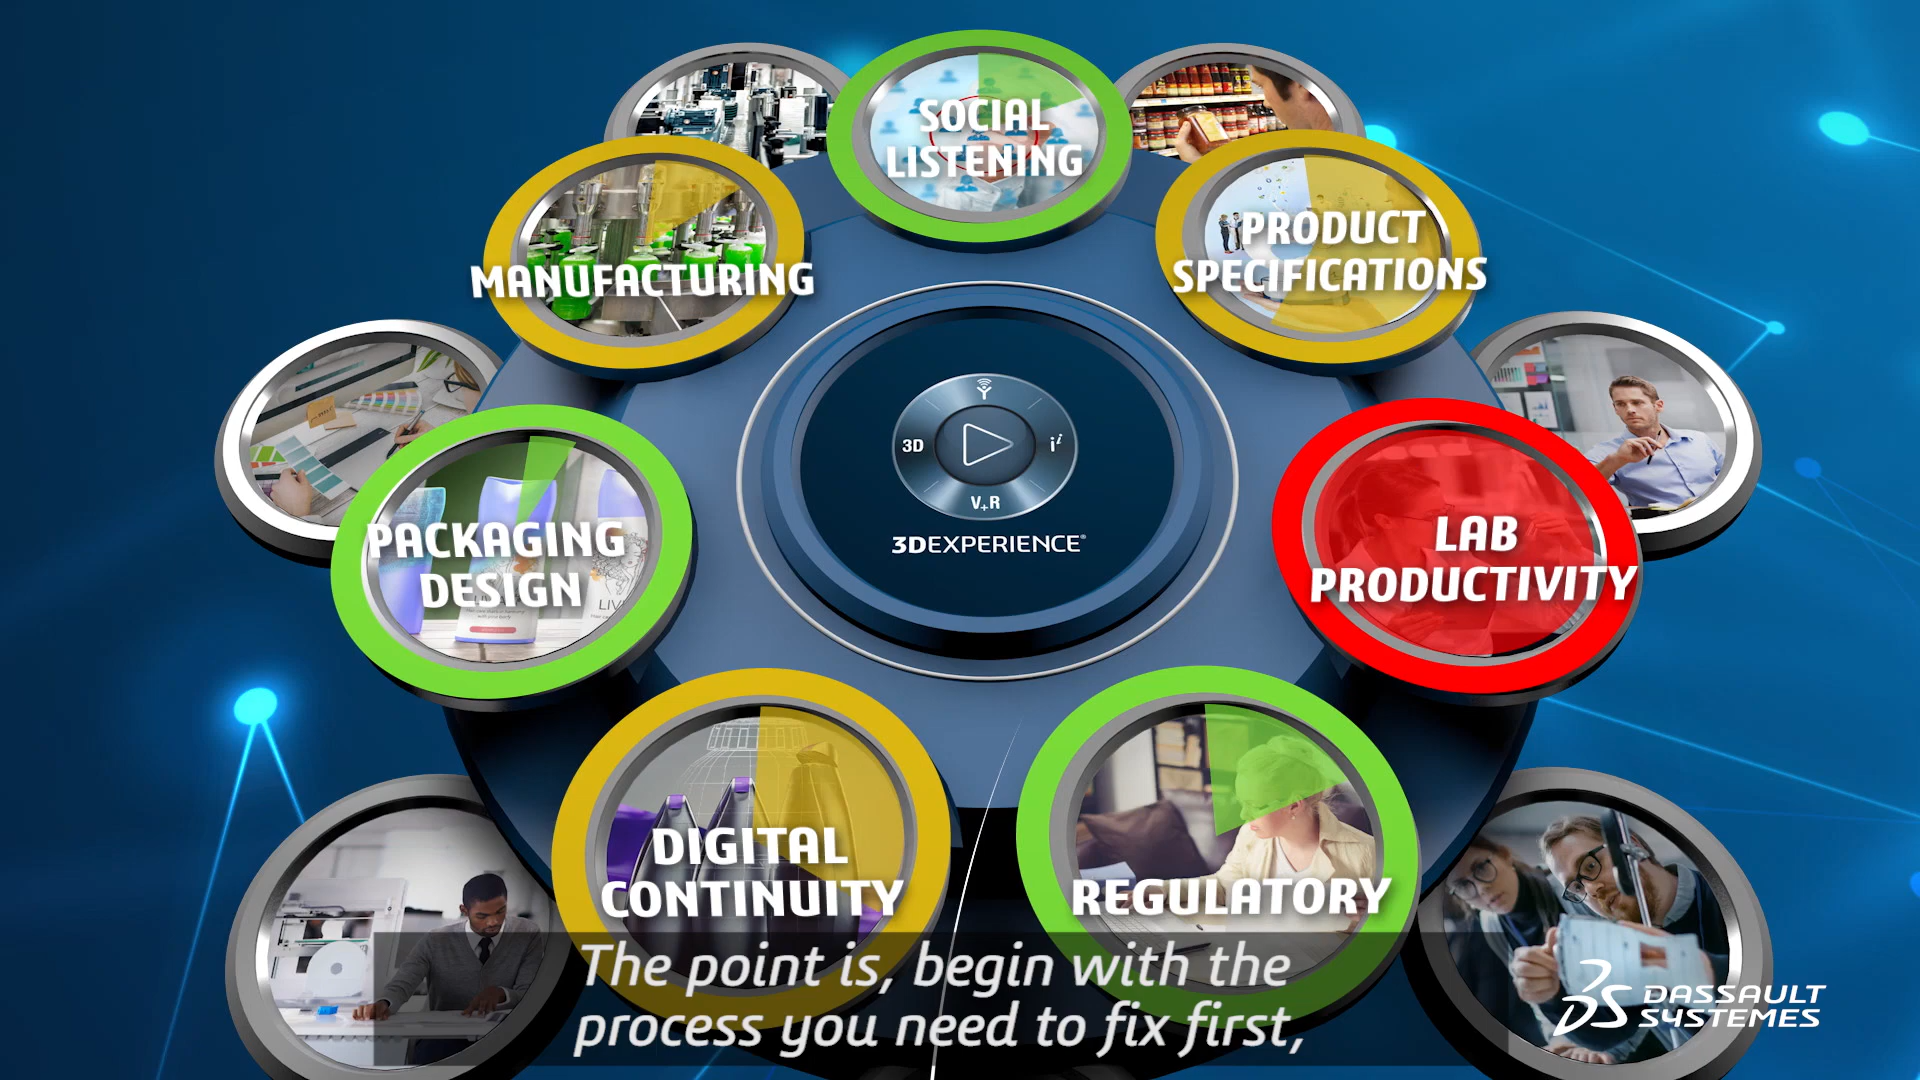 SOCIAL
LISTENING
MANUFACTURING
PRODUCT
SPECIFICATIONS
3D
V+R
3DEXPERIENCE®
PACKAGING
DESIGN
LAB
PRODUCTIVITY
DIGITAL
CONTINUITY
REGULATORY
The point is, begin with the
process you need to fix first,
DASSAULT
SYSTEMES